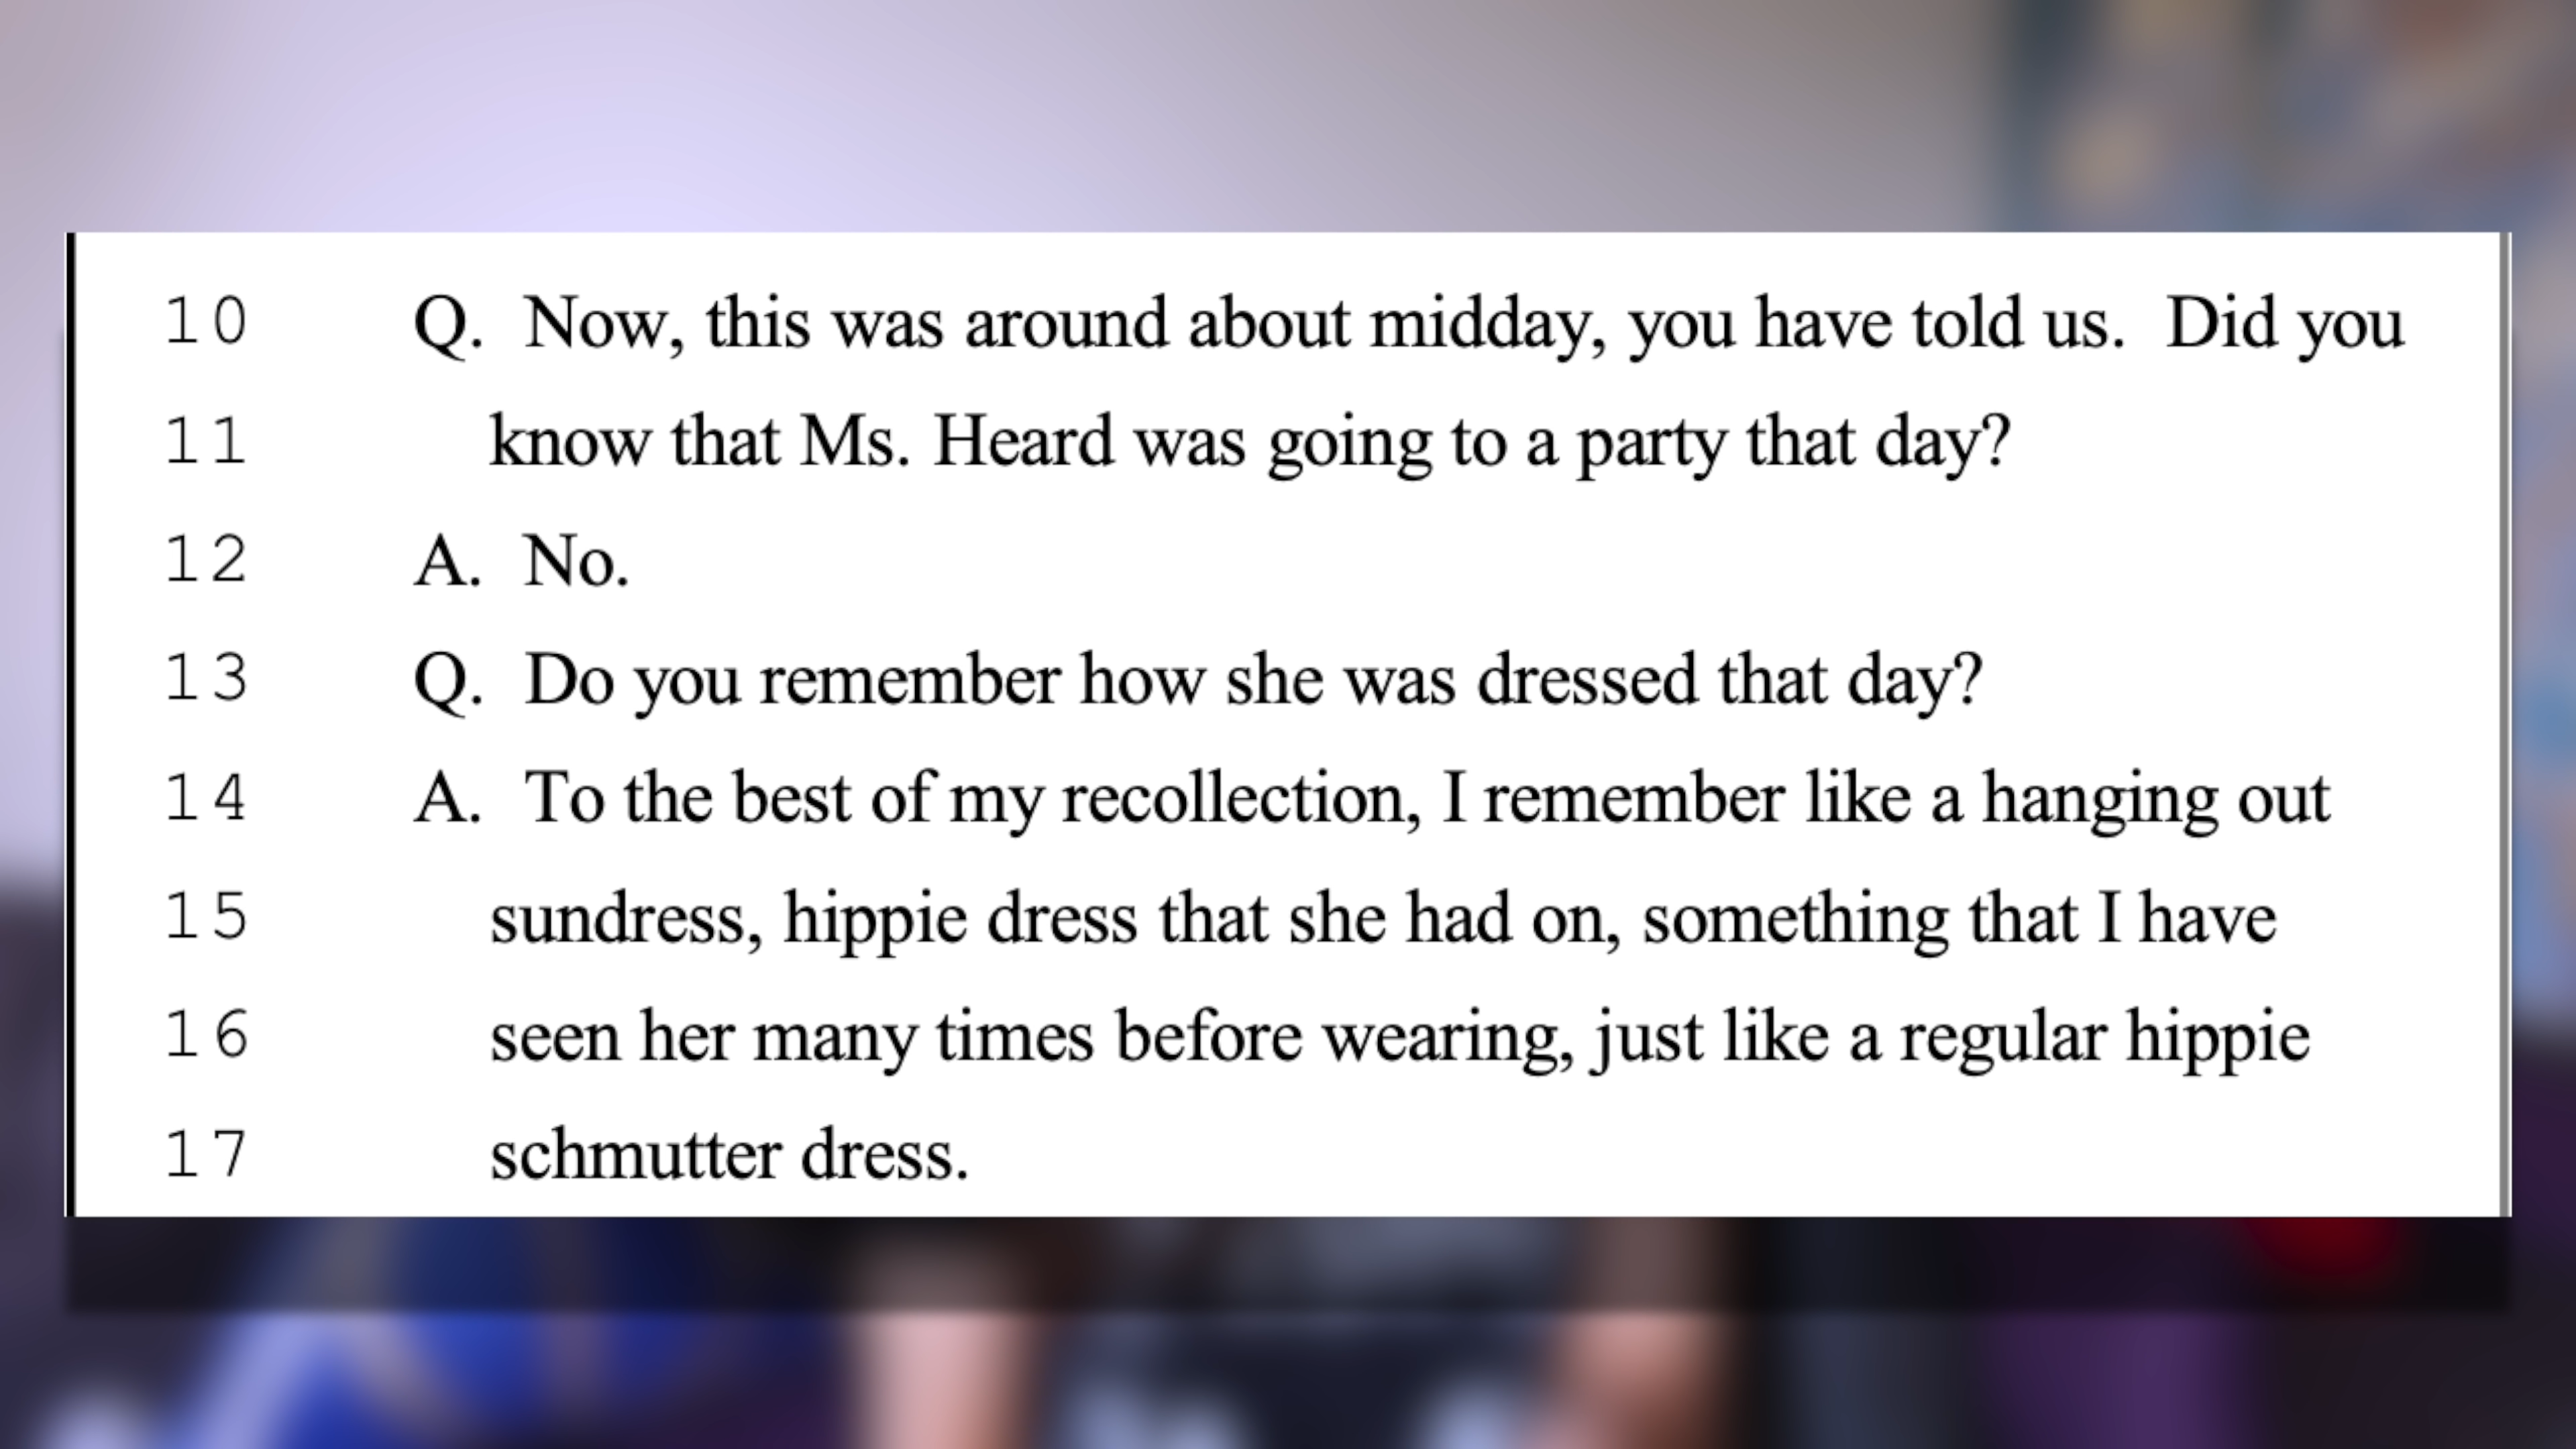 10 Q. Now, this was around about midday, you have told us. Did you
11 know that Ms. Heard was going to a party that day?
12 A. No.
13 Q. Do you remember how she was dressed that day?
14 A. To the best of my recollection, I remember like a hanging out
15 sundress, hippie dress that she had on, something that I have
16 seen her many times before wearing, just like a regular hippie
17 schmutter dress.